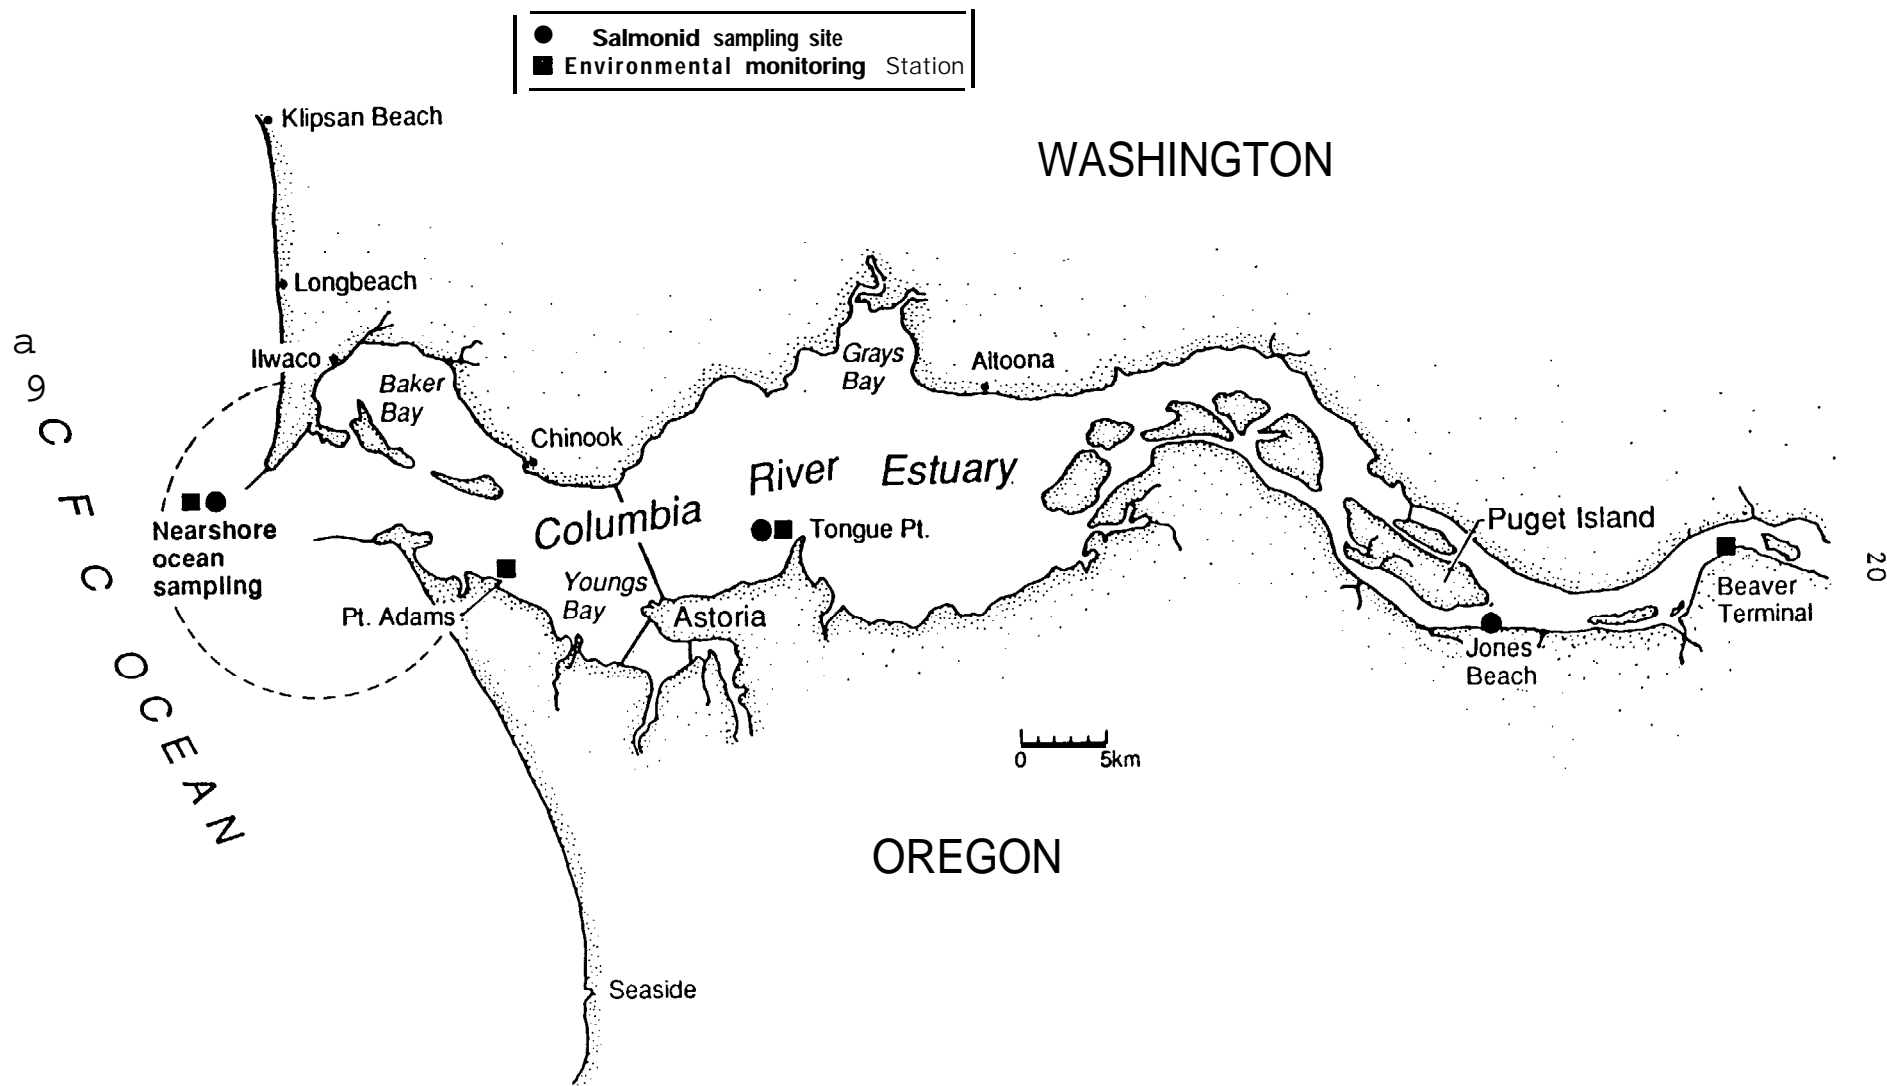 Salmonid sampling site
Environmental monitoring Station
Klipsan Beach
WASHINGTON
Longbeach
Ilwaco
Baker
Bay
Grays
Bay
Altoona
Chinook
Columbia River Estuary
a
9
C F C OCEAN
Nearshore
ocean
sampling
Tongue Pt.
Puget Island
Youngs
Bay
Pt. Adams
Astoria
Beaver
Terminal
20
Jones
Beach
0 5km
OREGON
Seaside